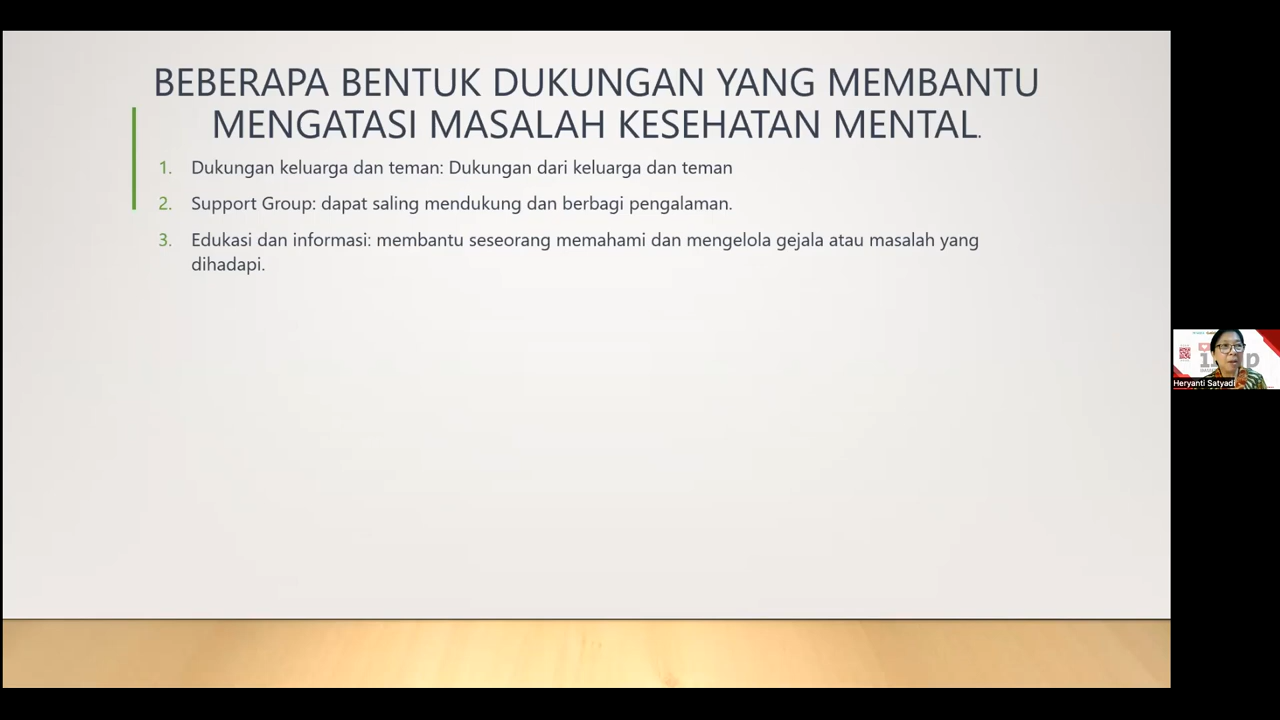 BEBERAPA BENTUK DUKUNGAN YANG MEMBANTU
MENGATASI MASALAH KESEHATAN MENTAL.
1. Dukungan keluarga dan teman: Dukungan dari keluarga dan teman
2. Support Group: dapat saling mendukung dan berbagi pengalaman.
3. Edukasi dan informasi: membantu seseorang memahami dan mengelola gejala atau masalah yang
dihadapi.
Heryanti Satyadi